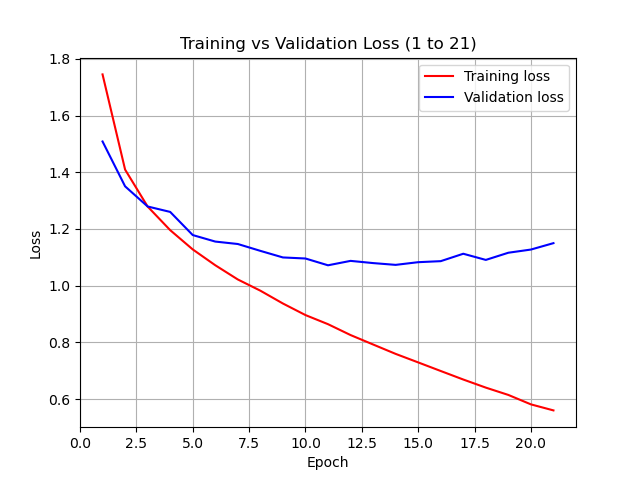 Training vs Validation Loss (1 to 21)
Training loss
Validation loss
Loss
1.8
1.6
1.4
1.2
1.0
0.8
0.6
0.0 2.5 5.0 7.5 10.0 12.5 15.0 17.5 20.0
Epoch